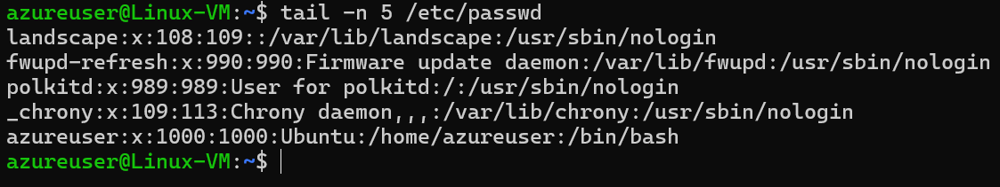 azureuser@Linux-VM:~$ tail -n 5 /etc/passwd
landscape:x:108:109::/var/lib/landscape:/usr/sbin/nologin
fwupd-refresh:x:990:990:Firmware update daemon:/var/lib/fwupd:/usr/sbin/nologin
polkitd:x:989:989:User for polkitd:/:/usr/sbin/nologin
_chrony:x:109:113:Chrony daemon,,,:/var/lib/chrony:/usr/sbin/nologin
azureuser:x:1000:1000:Ubuntu:/home/azureuser:/bin/bash
azureuser@Linux-VM:~$